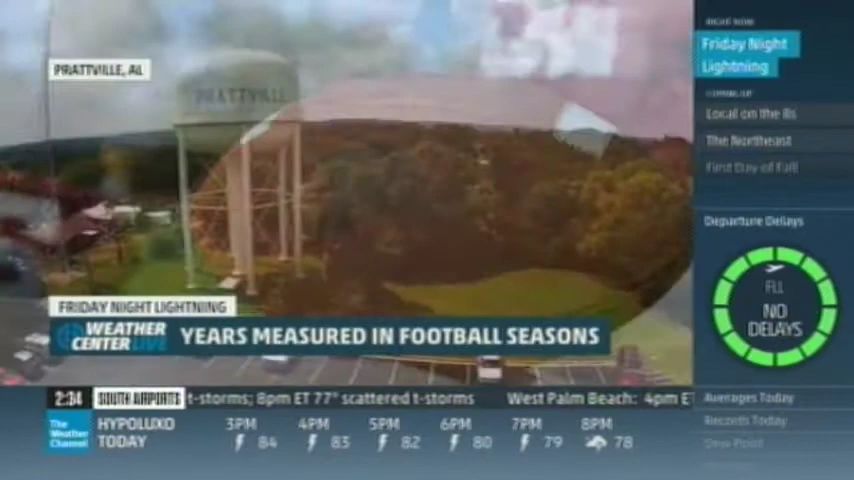 PRATTVILLE, AL
PRATTVILLE
FRIDAY NIGHT LIGHTNING
WEATHER
CENTER LIVE
YEARS MEASURED IN FOOTBALL SEASONS
RIGHT NOW
Friday Night
Lightning
COMING UP
Local on the 8s
The Northeast
First Day of Fall
Departure Delays
FLL
NO
DELAYS
Averages Today
Records Today
Dew Point
2:34 SOUTH AIRPORTS t-storms; 8pm ET 77° scattered t-storms West Palm Beach: 4pm ET
The
Weather
Channel
HYPOLUXO
TODAY
3PM 4PM 5PM 6PM 7PM 8PM
84 83 82 80 79 78